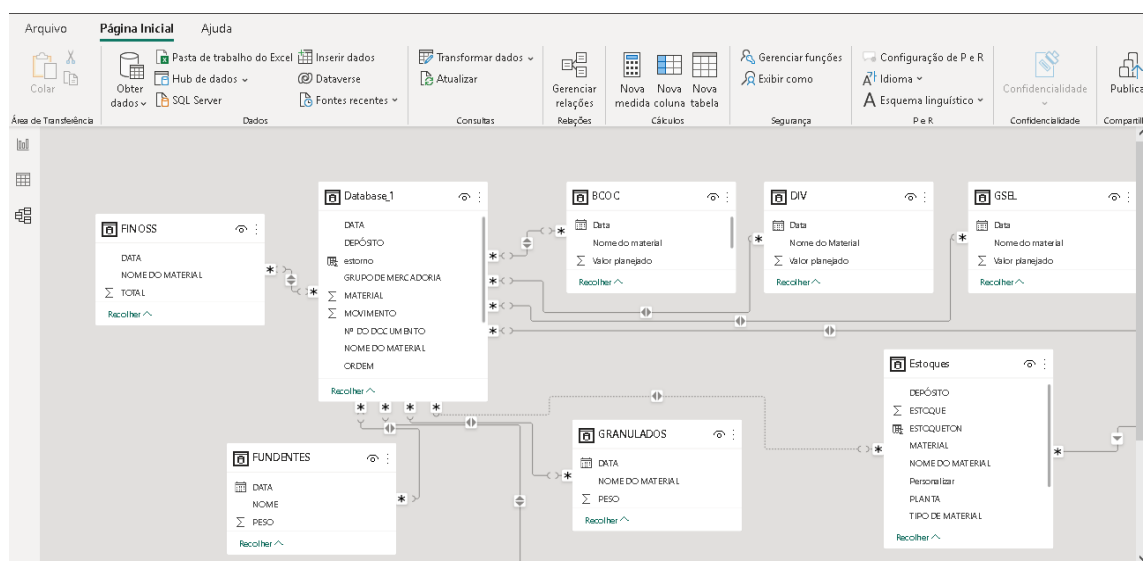 Arquivo Página Inicial Ajuda
Colar
Área de Transferência
Obter dados
Pasta de trabalho do Excel
Hub de dados
SQL Server
Inserir dados
Dataverse
Fontes recentes
Dados
Transformar dados
Atualizar
Consultas
Gerenciar relações
Relações
Nova medida
Nova coluna
Nova tabela
Cálculos
Gerenciar funções
Exibir como
Segurança
Configuração de P e R
Idioma
Esquema linguístico
P e R
Confidencialidade
Confidencialidade
Publica
Compartil
FINOSS
DATA
NOME DO MATERIAL
TOTAL
Recolher
Database_1
DATA
DEPÓSITO
estorno
GRUPO DE MERCADORIA
MATERIAL
MOVIMENTO
Nº DO DOCUMENTO
NOME DO MATERIAL
ORDEM
Recolher
BCOC
Data
Nome do material
Valor planejado
Recolher
DIV
Data
Nome do Material
Valor planejado
Recolher
GSEL
Data
Nome do material
Valor planejado
Recolher
Estoques
DEPÓSITO
ESTOQUE
ESTOQUETON
MATERIAL
NOME DO MATERIAL
Personalizar
PLANTA
TIPO DE MATERIAL
Recolher
GRANULADOS
DATA
NOME DO MATERIAL
PESO
Recolher
FUNDENTES
DATA
NOME
PESO
Recolher